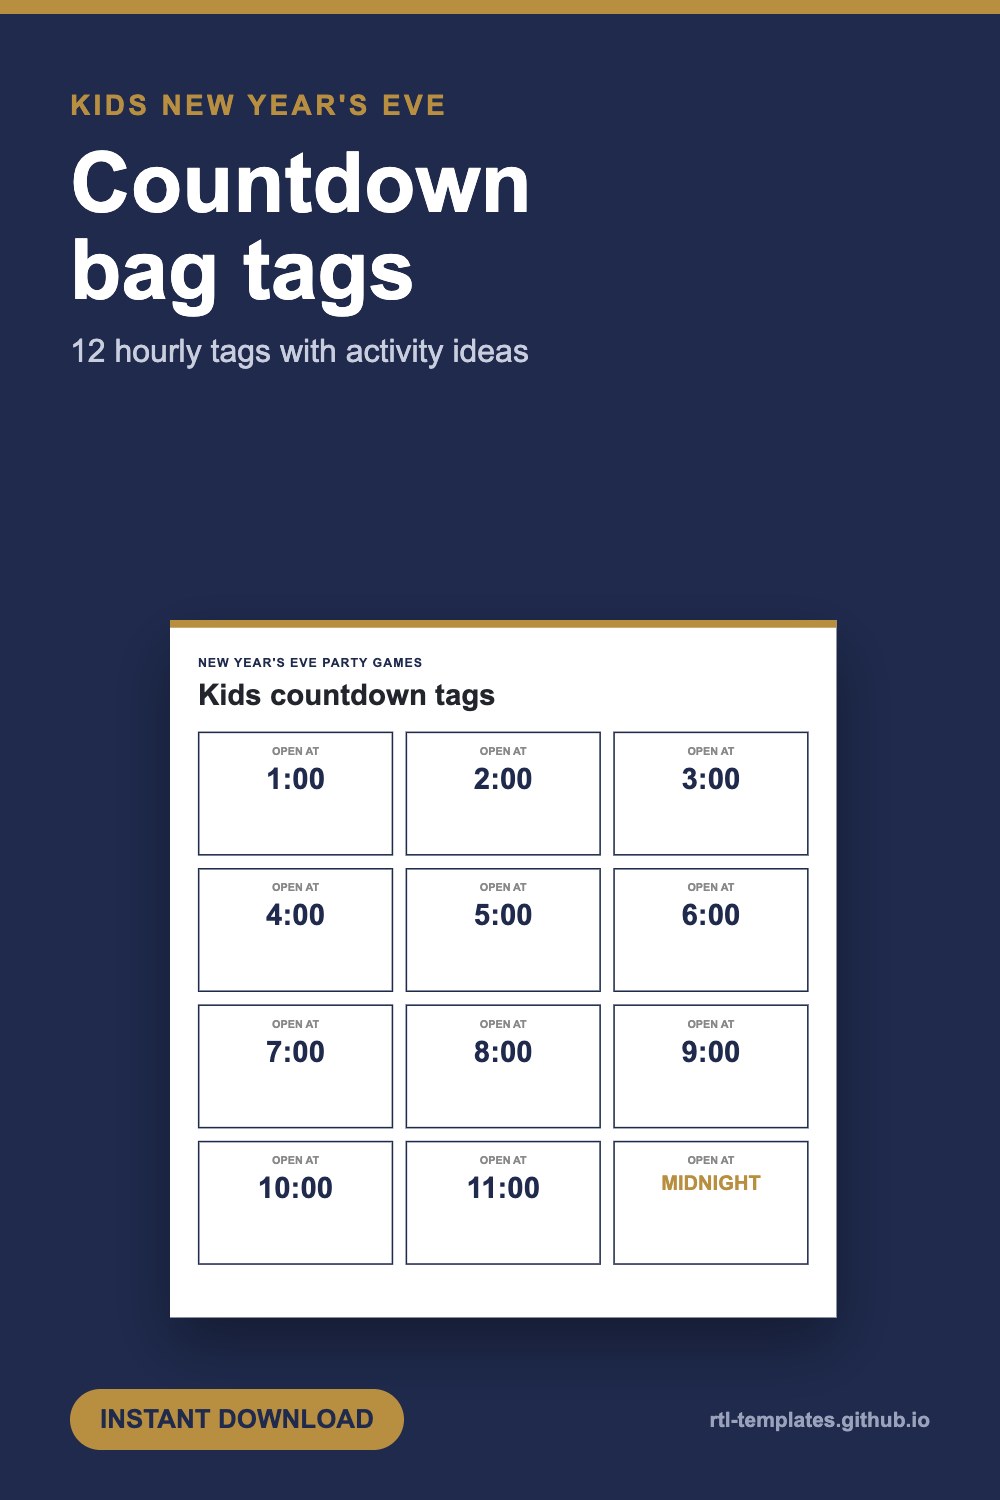 KIDS NEW YEAR'S EVE
Countdown
bag tags
12 hourly tags with activity ideas
NEW YEAR'S EVE PARTY GAMES
Kids countdown tags
OPEN AT
1:00
OPEN AT
2:00
OPEN AT
3:00
OPEN AT
4:00
OPEN AT
5:00
OPEN AT
6:00
OPEN AT
7:00
OPEN AT
8:00
OPEN AT
9:00
OPEN AT
10:00
OPEN AT
11:00
OPEN AT
MIDNIGHT
INSTANT DOWNLOAD
rtl-templates.github.io